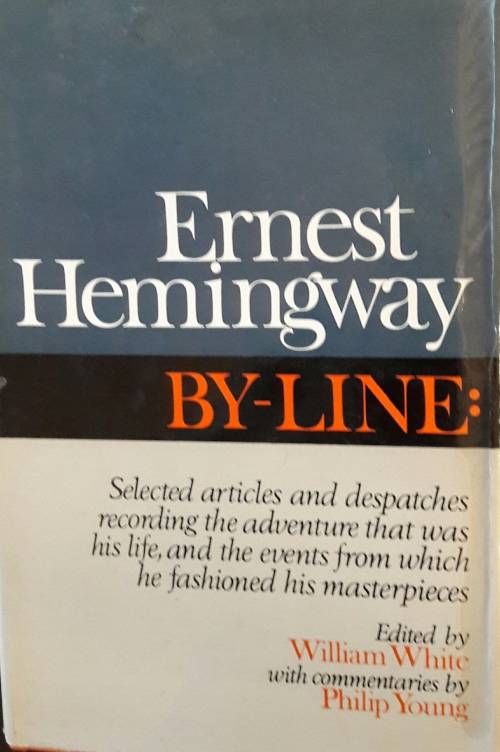 Ernest
Hemingway
BY-LINE:
Selected articles and despatches
recording the adventure that was
his life, and the events from which
he fashioned his masterpieces
Edited by
William White
with commentaries by
Philip Young